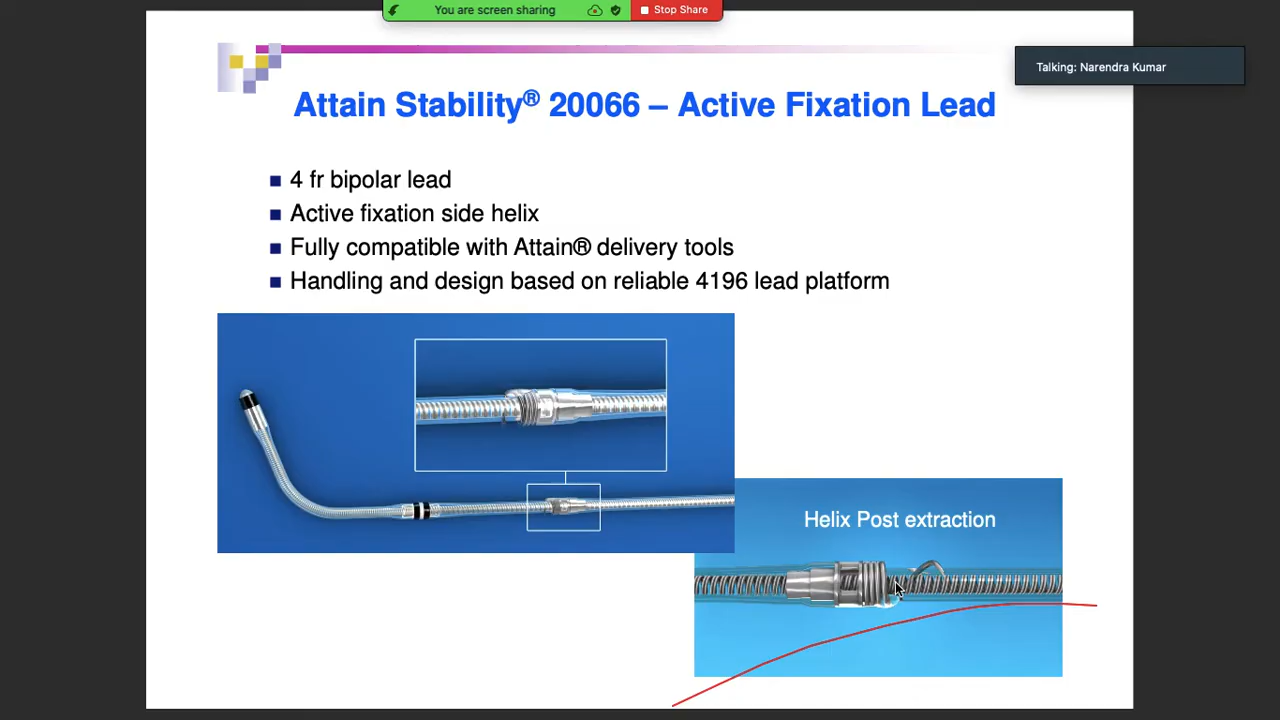 You are screen sharing
Stop Share
Talking: Narendra Kumar
Attain Stability® 20066 – Active Fixation Lead
4 fr bipolar lead
Active fixation side helix
Fully compatible with Attain® delivery tools
Handling and design based on reliable 4196 lead platform
Helix Post extraction